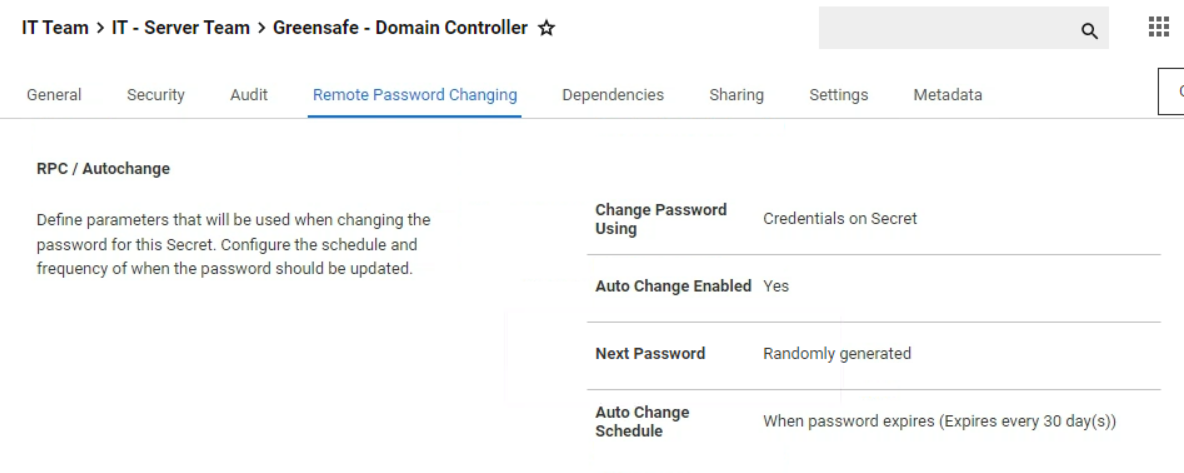 IT Team > IT - Server Team > Greensafe - Domain Controller
General Security Audit Remote Password Changing Dependencies Sharing Settings Metadata
RPC / Autochange
Define parameters that will be used when changing the
password for this Secret. Configure the schedule and
frequency of when the password should be updated.
Change Password
Using
Credentials on Secret
Auto Change Enabled Yes
Next Password Randomly generated
Auto Change
Schedule
When password expires (Expires every 30 day(s))